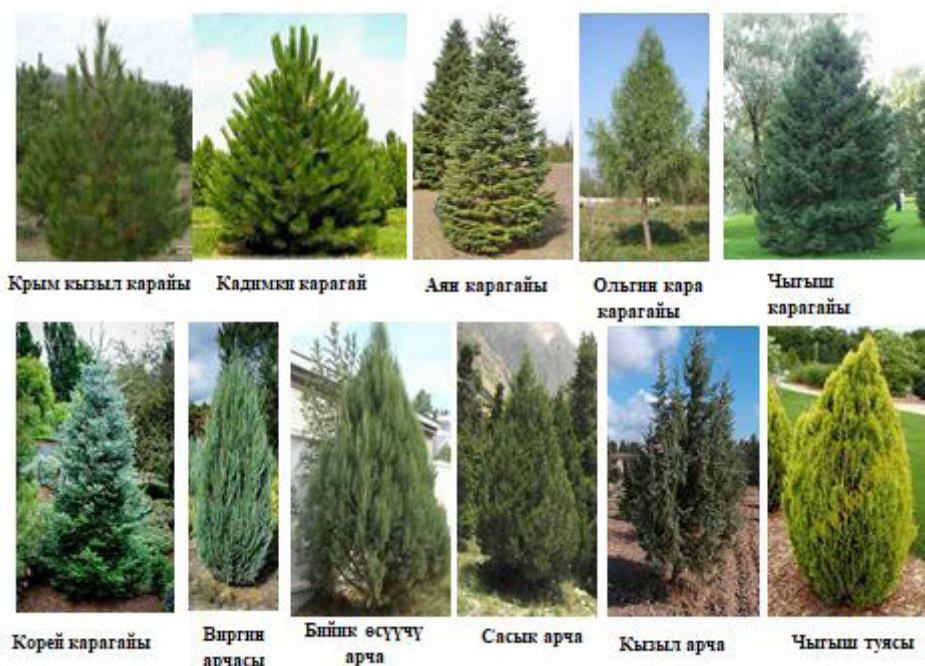 Крым кызыл карайы
Кадимки карагай
Аян карагайы
Ольгин кара
карагайы
Чыгыш
карагайы
Корей карагайы
Виргин
арчасы
Бийик өсүүчү
арча
Сасык арча
Кызыл арча
Чыгыш туясы